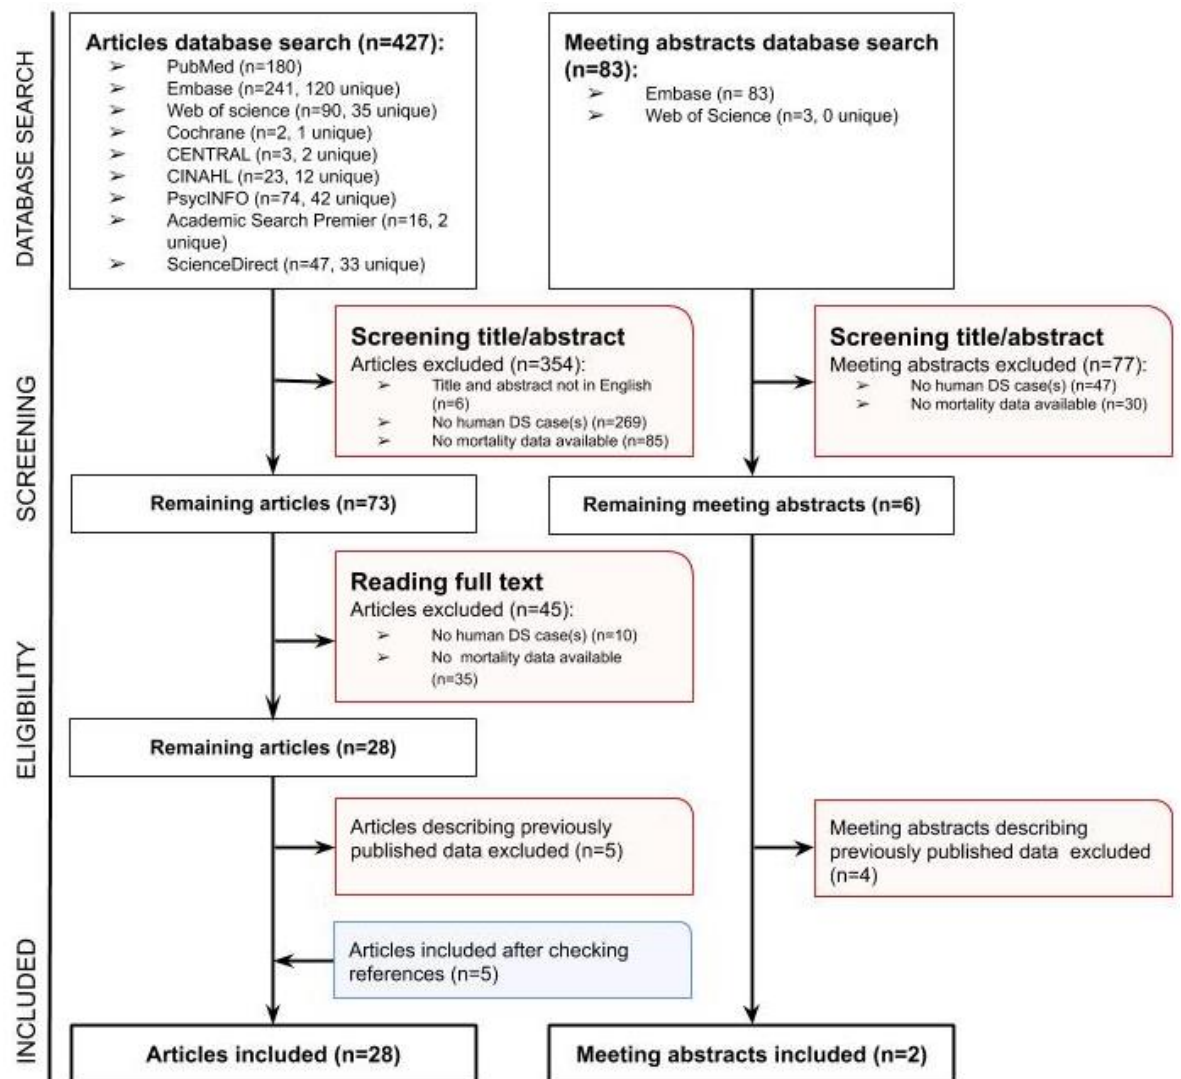 DATABASE SEARCH
Articles database search (n=427):
➢ PubMed (n=180)
➢ Embase (n=241, 120 unique)
➢ Web of science (n=90, 35 unique)
➢ Cochrane (n=2, 1 unique)
➢ CENTRAL (n=3, 2 unique)
➢ CINAHL (n=23, 12 unique)
➢ PsycINFO (n=74, 42 unique)
➢ Academic Search Premier (n=16, 2
unique)
➢ ScienceDirect (n=47, 33 unique)
Meeting abstracts database search
(n=83):
➢ Embase (n= 83)
➢ Web of Science (n=3, 0 unique)
SCREENING
Screening title/abstract
Articles excluded (n=354):
➢ Title and abstract not in English
(n=6)
➢ No human DS case(s) (n=269)
➢ No mortality data available (n=85)
Screening title/abstract
Meeting abstracts excluded (n=77):
➢ No human DS case(s) (n=47)
➢ No mortality data available (n=30)
Remaining articles (n=73)
Remaining meeting abstracts (n=6)
ELIGIBILITY
Reading full text
Articles excluded (n=45):
➢ No human DS case(s) (n=10)
➢ No mortality data available
(n=35)
Remaining articles (n=28)
Articles describing previously
published data excluded (n=5)
Meeting abstracts describing
previously published data excluded
(n=4)
INCLUDED
Articles included after checking
references (n=5)
Articles included (n=28)
Meeting abstracts included (n=2)